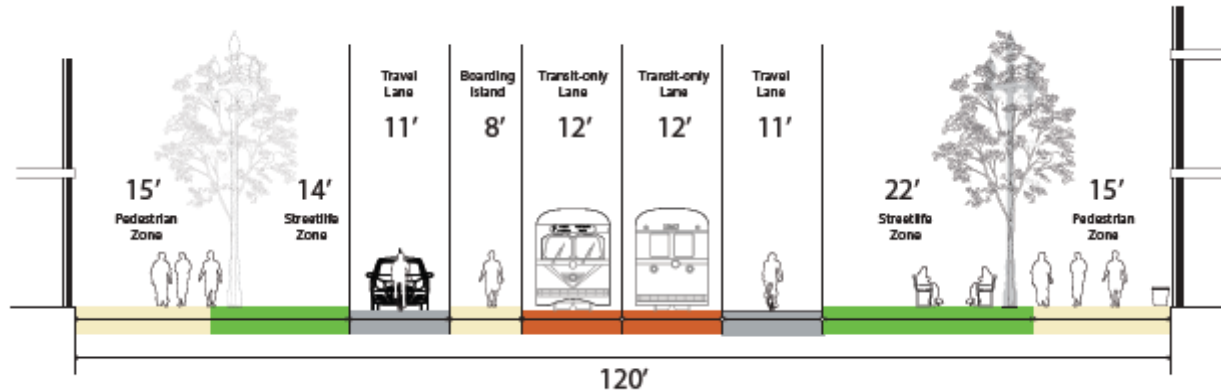 Travel
Lane
11'
Boarding
Island
8'
Transit-only
Lane
12'
Transit-only
Lane
12'
Travel
Lane
11'
15'
Pedestrian
Zone
14'
Streetlife
Zone
22'
Streetlife
Zone
15'
Pedestrian
Zone
120'